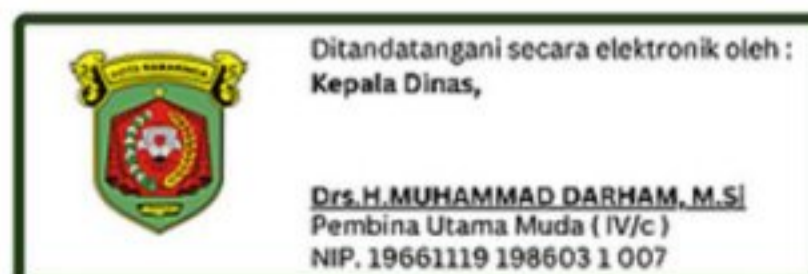 Ditandatangani secara elektronik oleh :
Kepala Dinas,
Drs.H.MUHAMMAD DARHAM, M.Si
Pembina Utama Muda ( IV/c )
NIP. 19661119 198603 1 007